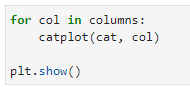 for col in columns:
    catplot(cat, col)

plt.show()